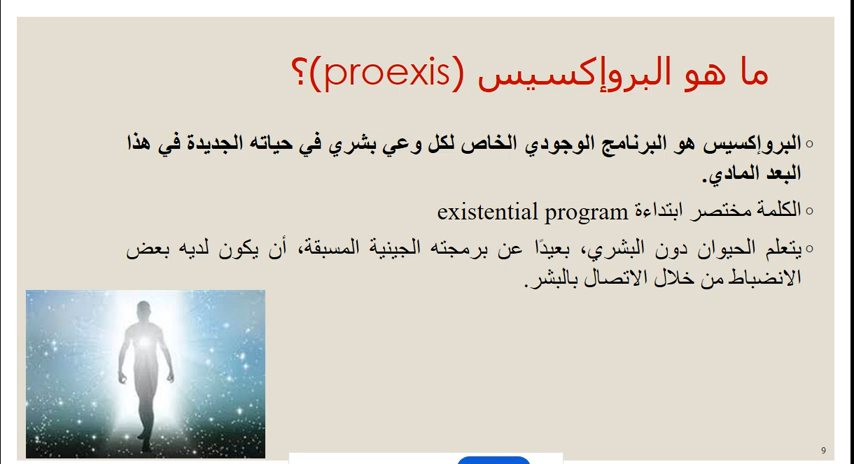 ما هو البروإكسيس (proexis)؟
◦ البروإكسيس هو البرنامج الوجودي الخاص لكل وعي بشري في حياته الجديدة في هذا
البعد المادي.
◦ الكلمة مختصر ابتداءة existential program
◦ يتعلم الحيوان دون البشري، بعيدًا عن برمجته الجينية المسبقة، أن يكون لديه بعض
الانضباط من خلال الاتصال بالبشر.
9